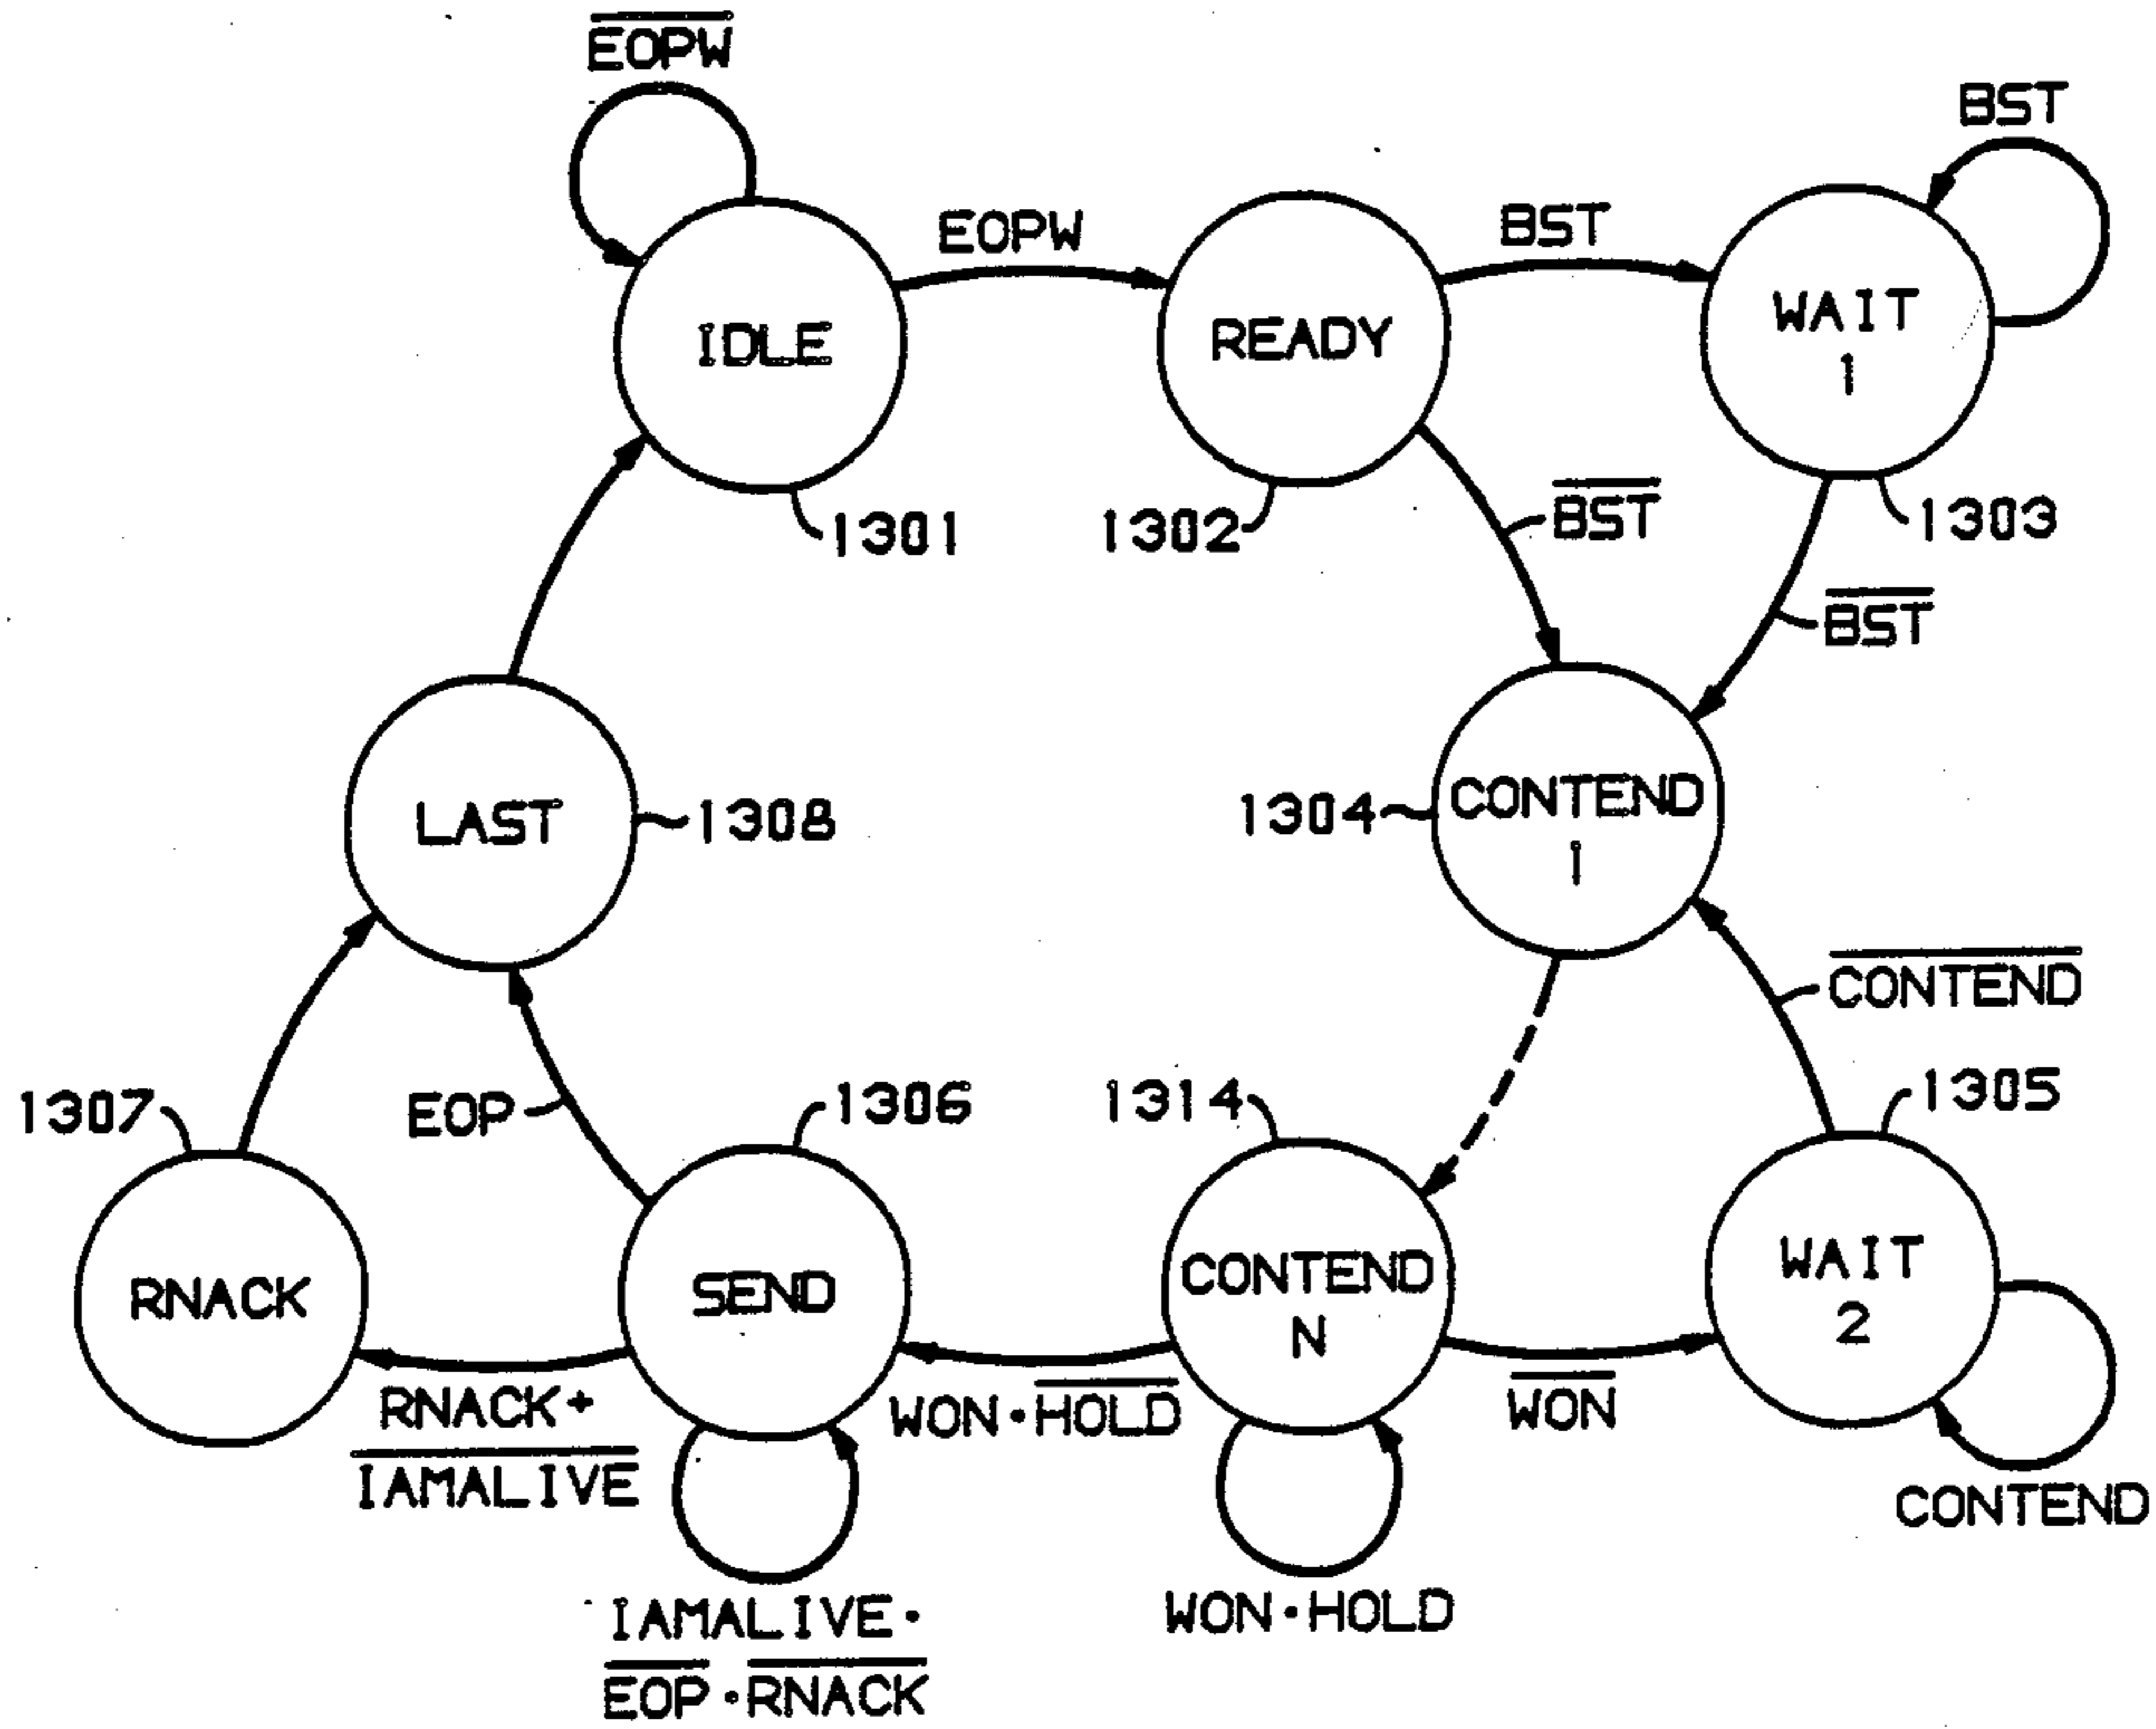 EOPW
BST
EOPW
BST
IDLE
READY
WAIT
1
1301
1302
BST
1303
BST
LAST
1308
1304
CONTEND
1
CONTEND
1307
EOP
1306
1314
1305
RNACK
SEND
CONTEND
N
WAIT
2
RNACK+
IAMALIVE
WON·HOLD
WON
CONTEND
IAMALIVE·
EOP·RNACK
WON·HOLD